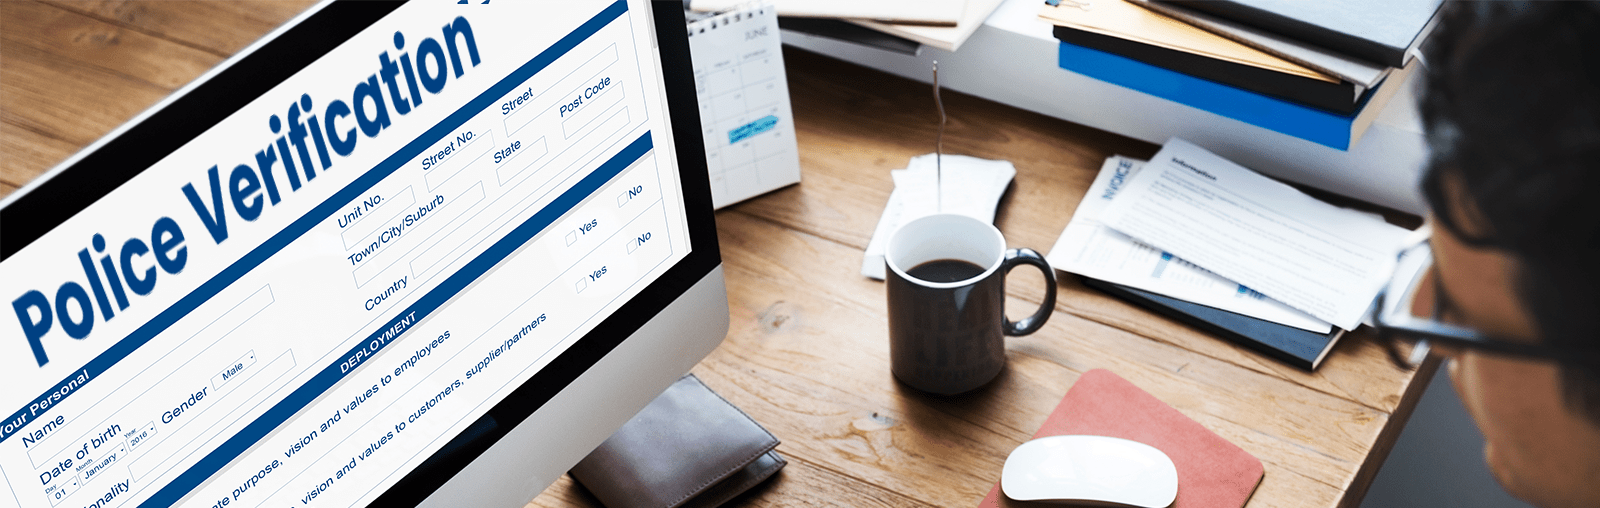 Police Verification
Your Personal
Name
Date of birth
Day
Month
Year
01
January
2016
Gender
Male
Unit No.
Street No.
Street
Town/City/Suburb
State
Post Code
Country
DEPLOYMENT
purpose, vision and values to employees
Yes
No
vision and values to customers, supplier/partners
Yes
No
JUNE
INVOICE
Information